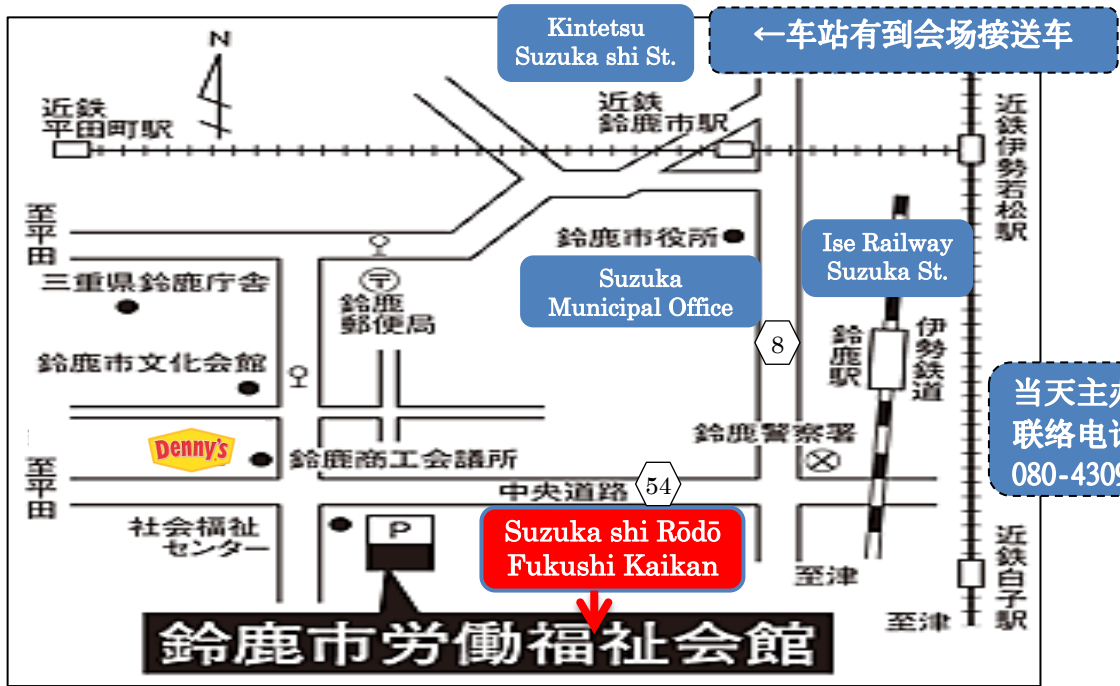 Kintetsu
Suzuka shi St.
←车站有到会场接送车
N
近鉄
平田町駅
近鉄
鈴鹿市駅
近鉄伊勢若松駅
至平田
鈴鹿市役所
Ise Railway
Suzuka St.
三重県鈴鹿庁舎
〒
鈴鹿
郵便局
Suzuka
Municipal Office
8
鈴鹿駅
伊勢鉄道
鈴鹿市文化会館
当天主
联络电
080-4309
Denny's
鈴鹿商工会議所
鈴鹿警察署
至平田
中央道路
54
社会福祉
センター
P
Suzuka shi Rōdō
Fukushi Kaikan
至津
近鉄白子駅
至津
鈴鹿市労働福祉会館